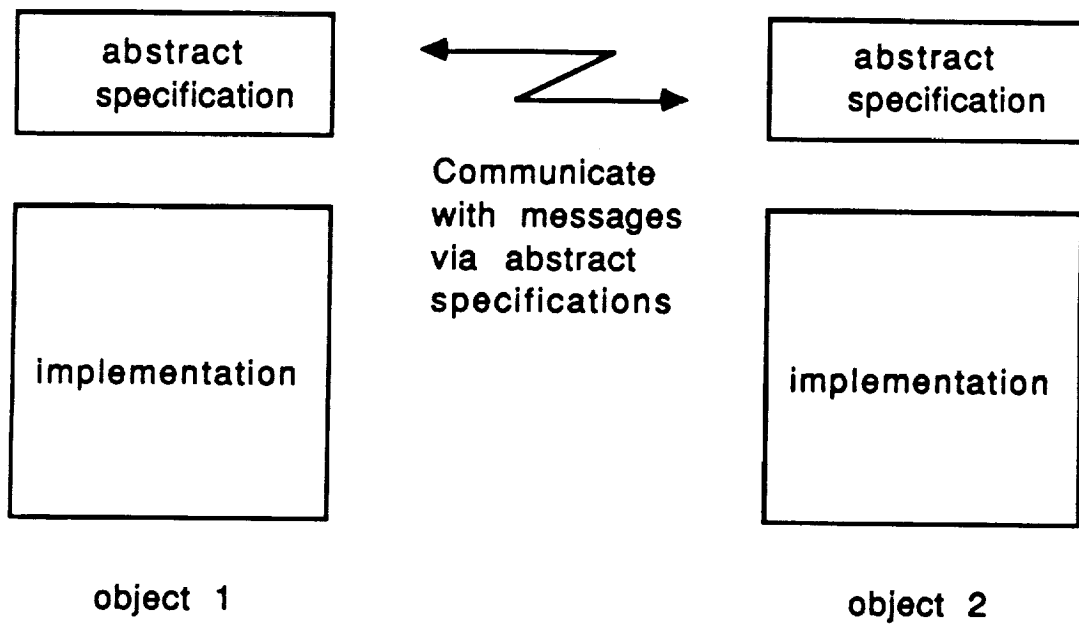 abstract
specification
abstract
specification
Communicate
with messages
via abstract
specifications
implementation
implementation
object 1
object 2